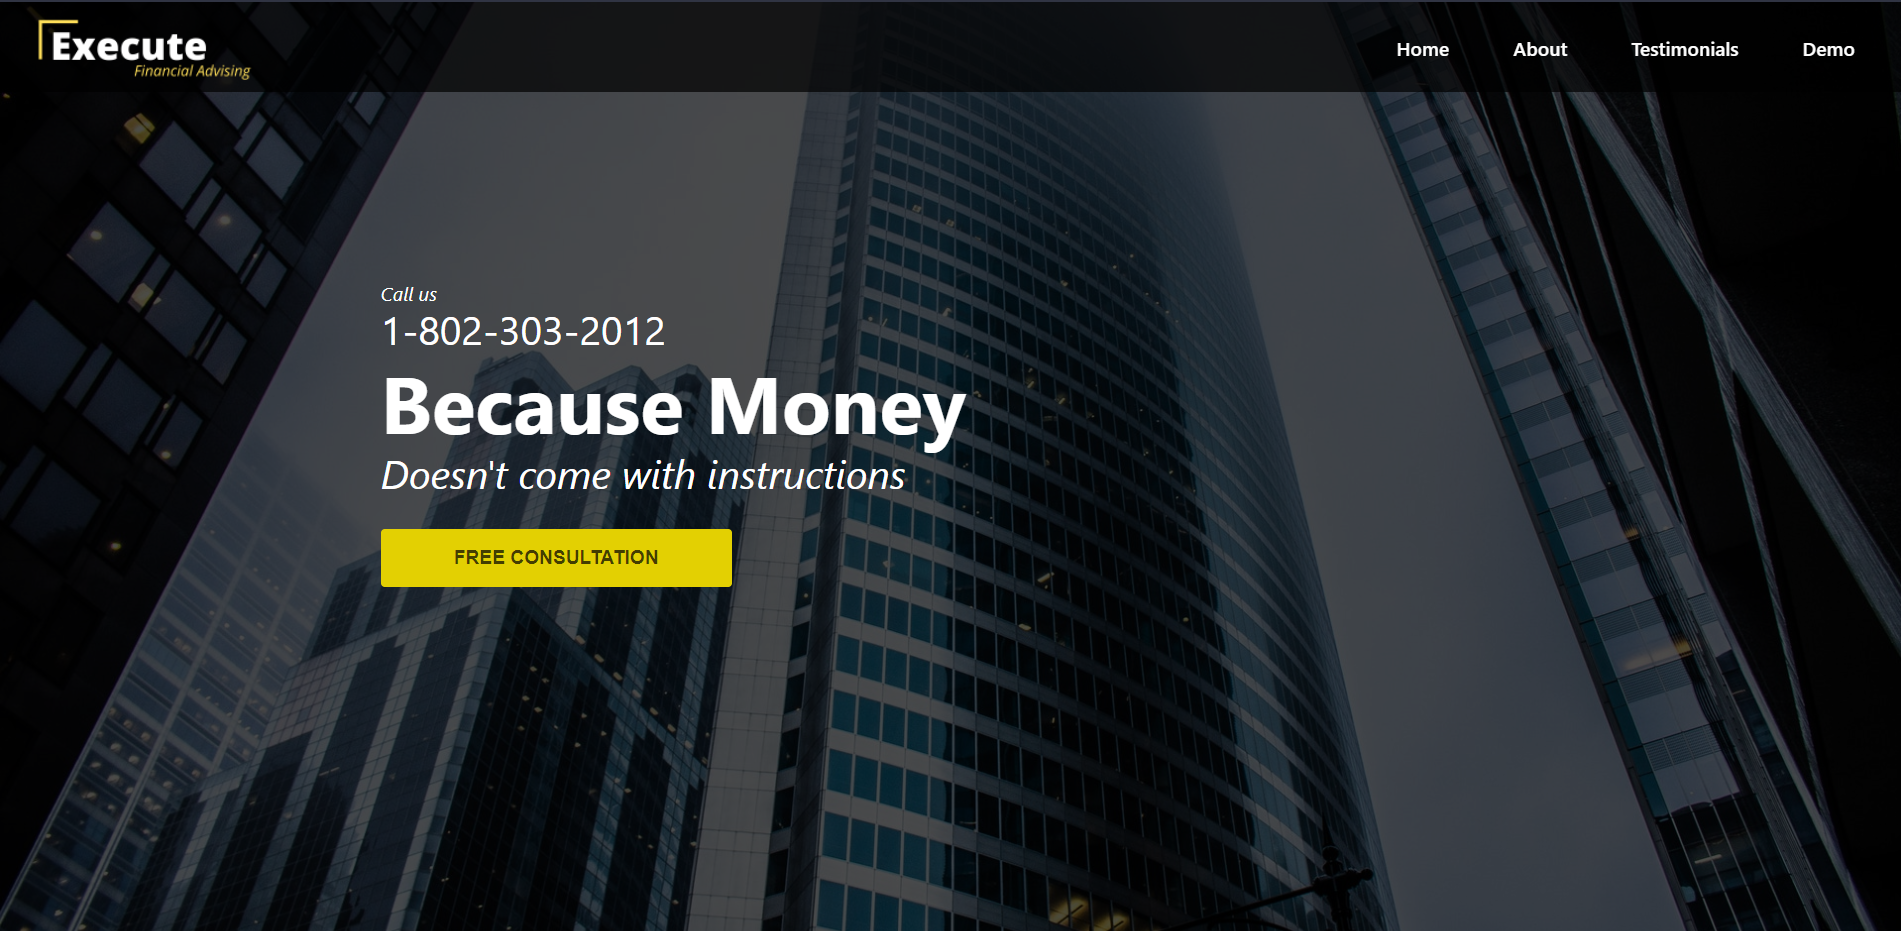 Execute
Financial Advising
Home About Testimonials Demo
Call us
1-802-303-2012
Because Money
Doesn't come with instructions
FREE CONSULTATION